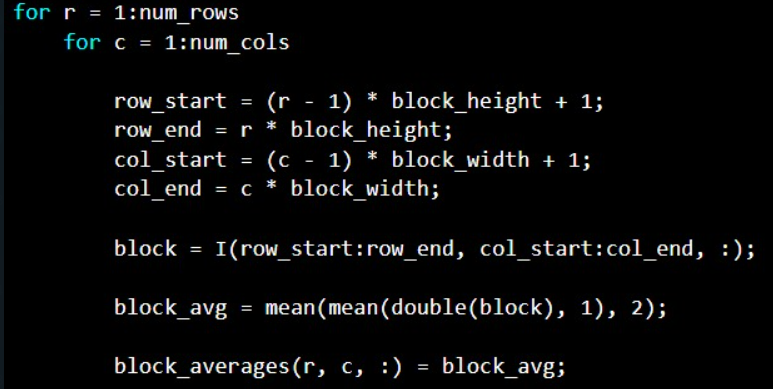 for r = 1:num_rows
for c = 1:num_cols
row_start = (r - 1) * block_height + 1;
row_end = r * block_height;
col_start = (c - 1) * block_width + 1;
col_end = c * block_width;
block = I(row_start:row_end, col_start:col_end, :);
block_avg = mean(mean(double(block), 1), 2);
block_averages(r, c, :) = block_avg;